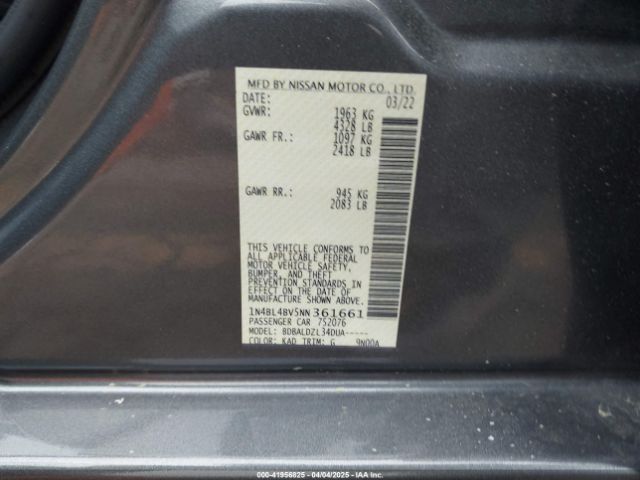 MFD BY NISSAN MOTOR CO., LTD.
DATE: 03/22
GVWR: 1963 KG
4328 LB
GAWR FR.: 1097 KG
2418 LB
GAWR RR.: 945 KG
2083 LB
THIS VEHICLE CONFORMS TO
ALL APPLICABLE FEDERAL
MOTOR VEHICLE SAFETY,
BUMPER, AND THEFT
PREVENTION STANDARDS IN
EFFECT ON THE DATE OF
MANUFACTURE SHOWN ABOVE.
1N4BL4BV5NN361661
PASSENGER CAR 752076
MODEL: BDBALDZL34DUA-----
COLOR: KAD TRIM: G 9N00A
© 41956825 - 04/04/2025 - IAA Inc.